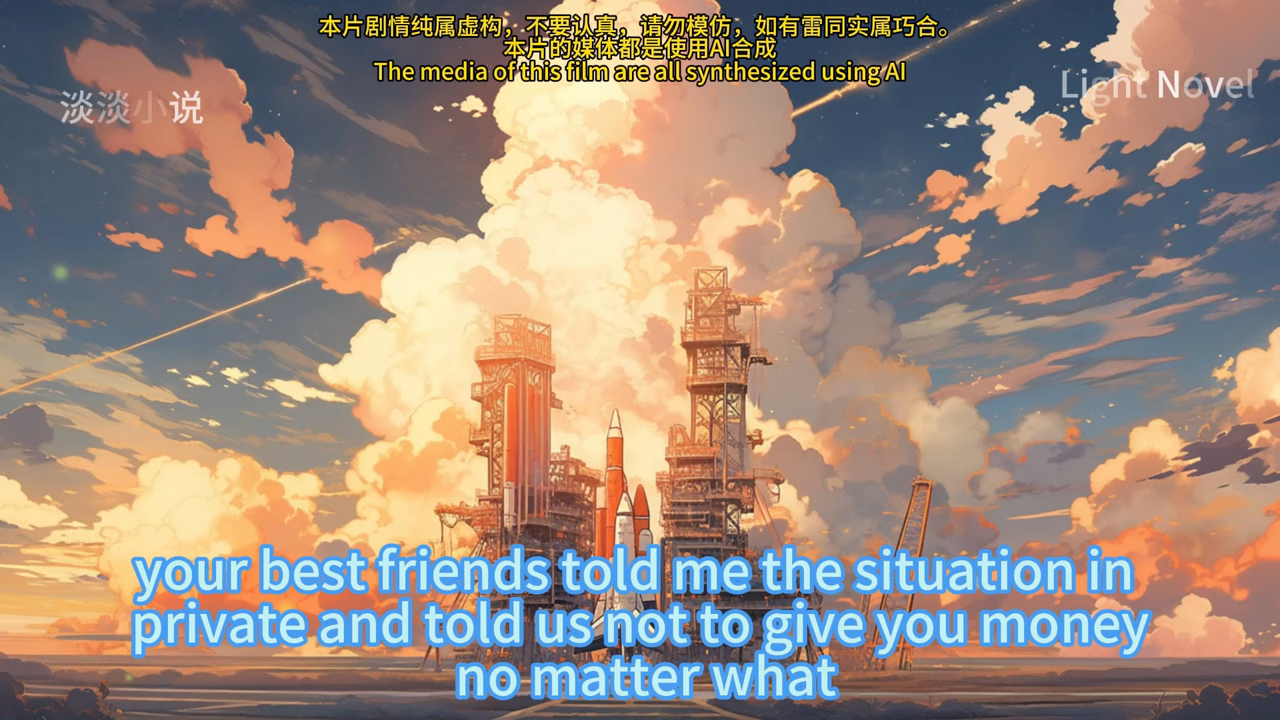 本片剧情纯属虚构，不要认真，请勿模仿，如有雷同实属巧合。
本片的媒体都是使用AI合成
The media of this film are all synthesized using AI
淡淡小说
Light Novel
your best friends told me the situation in
private and told us not to give you money
no matter what